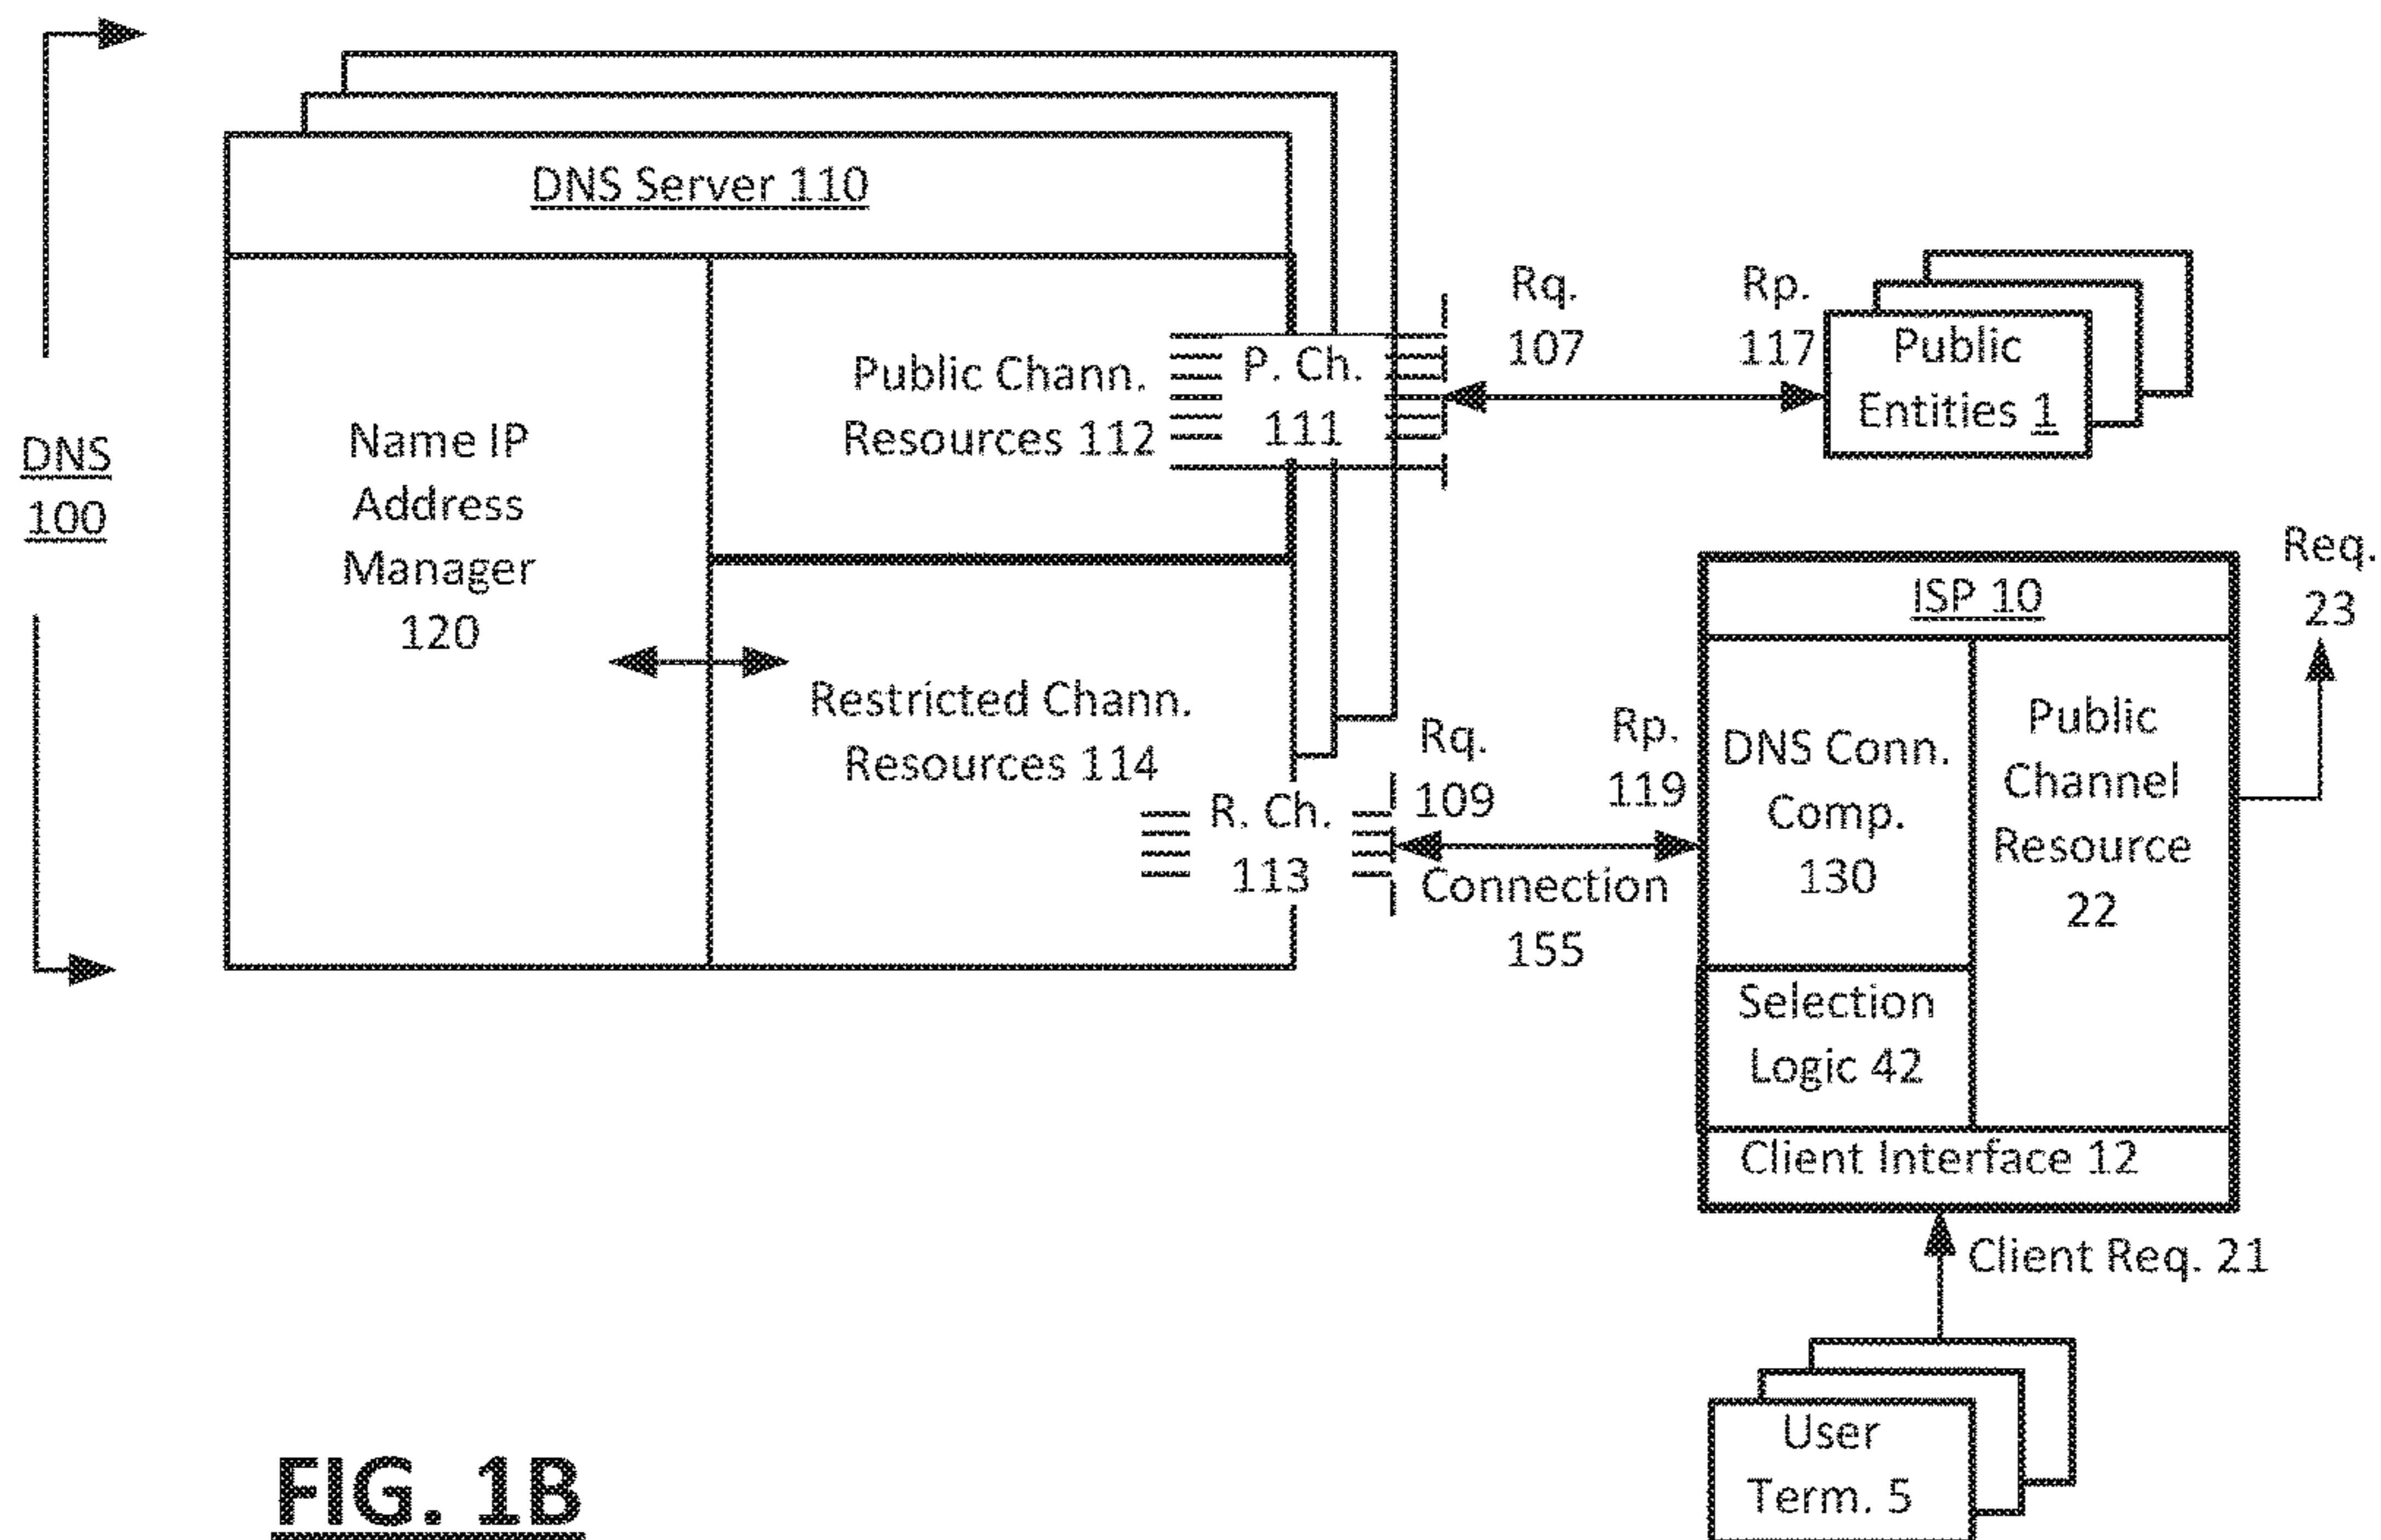 DNS
100
DNS Server 110
Name IP
Address
Manager
120
Public Chann.
Resources 112
P. Ch.
111
Restricted Chann.
Resources 114
R. Ch.
113
Rq.
107
Rp.
117
Public
Entities 1
Rq.
109
Rp.
119
Connection
155
ISP 10
DNS Conn.
Comp.
130
Public
Channel
Resource
22
Selection
Logic 42
Client Interface 12
Req.
23
Client Req. 21
User
Term. 5
FIG. 1B